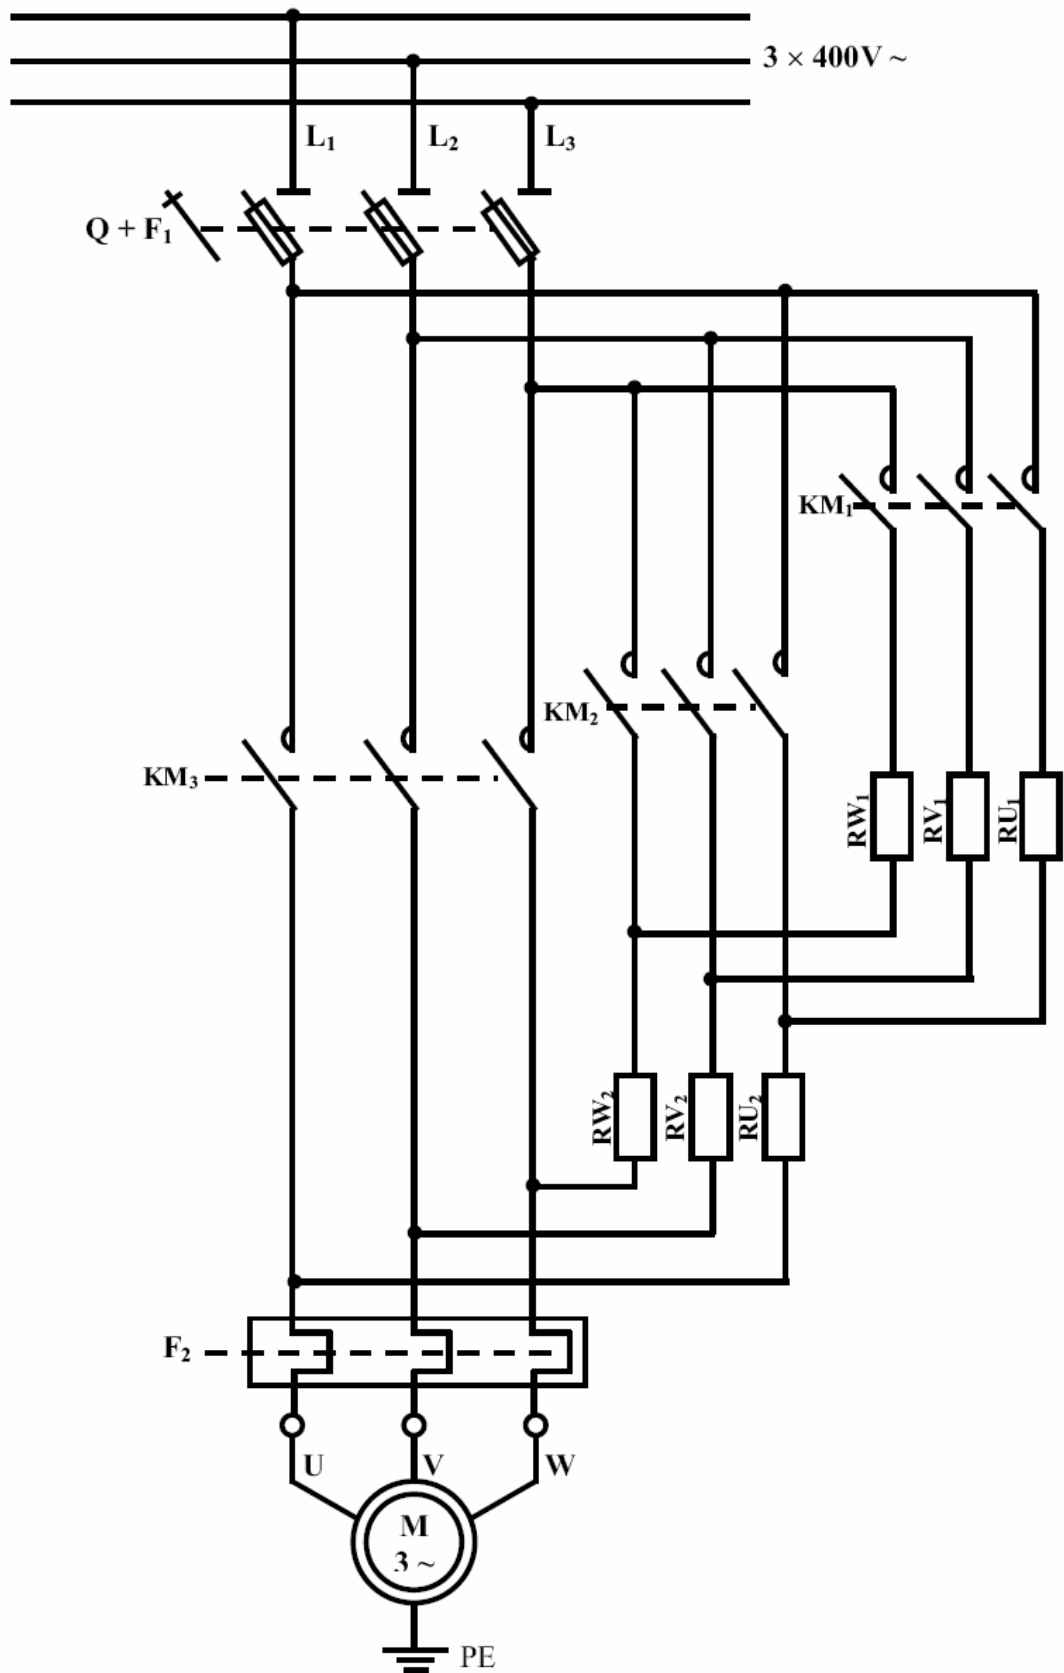 3 × 400V ~
L₁
L₂
L₃
Q + F₁
KM₁
KM₂
KM₃
RW₁
RV₁
RU₁
RW₂
RV₂
RU₂
F₂
U
V
W
M
3 ~
PE